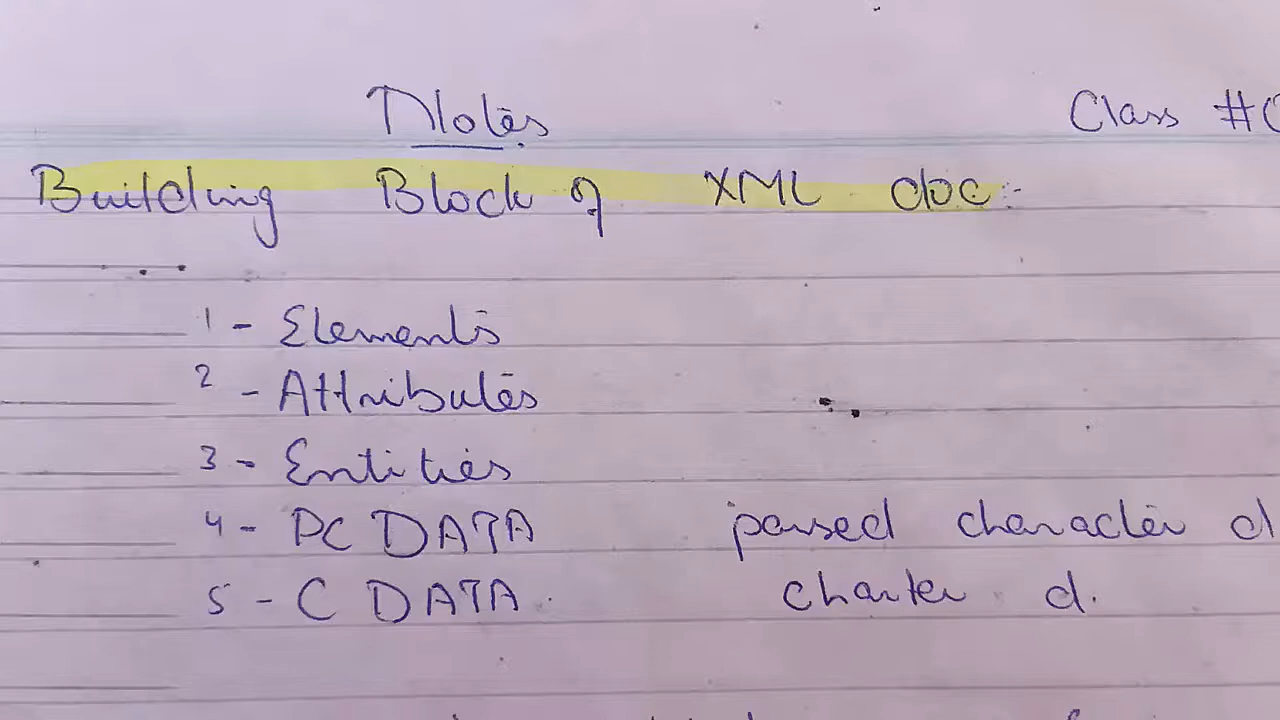 Notes Class #
Building Block of XML doc:-
1 - Elements
2 - Attributes
3 - Entities
4 - PC DATA parsed character d
5 - C DATA. charter d.